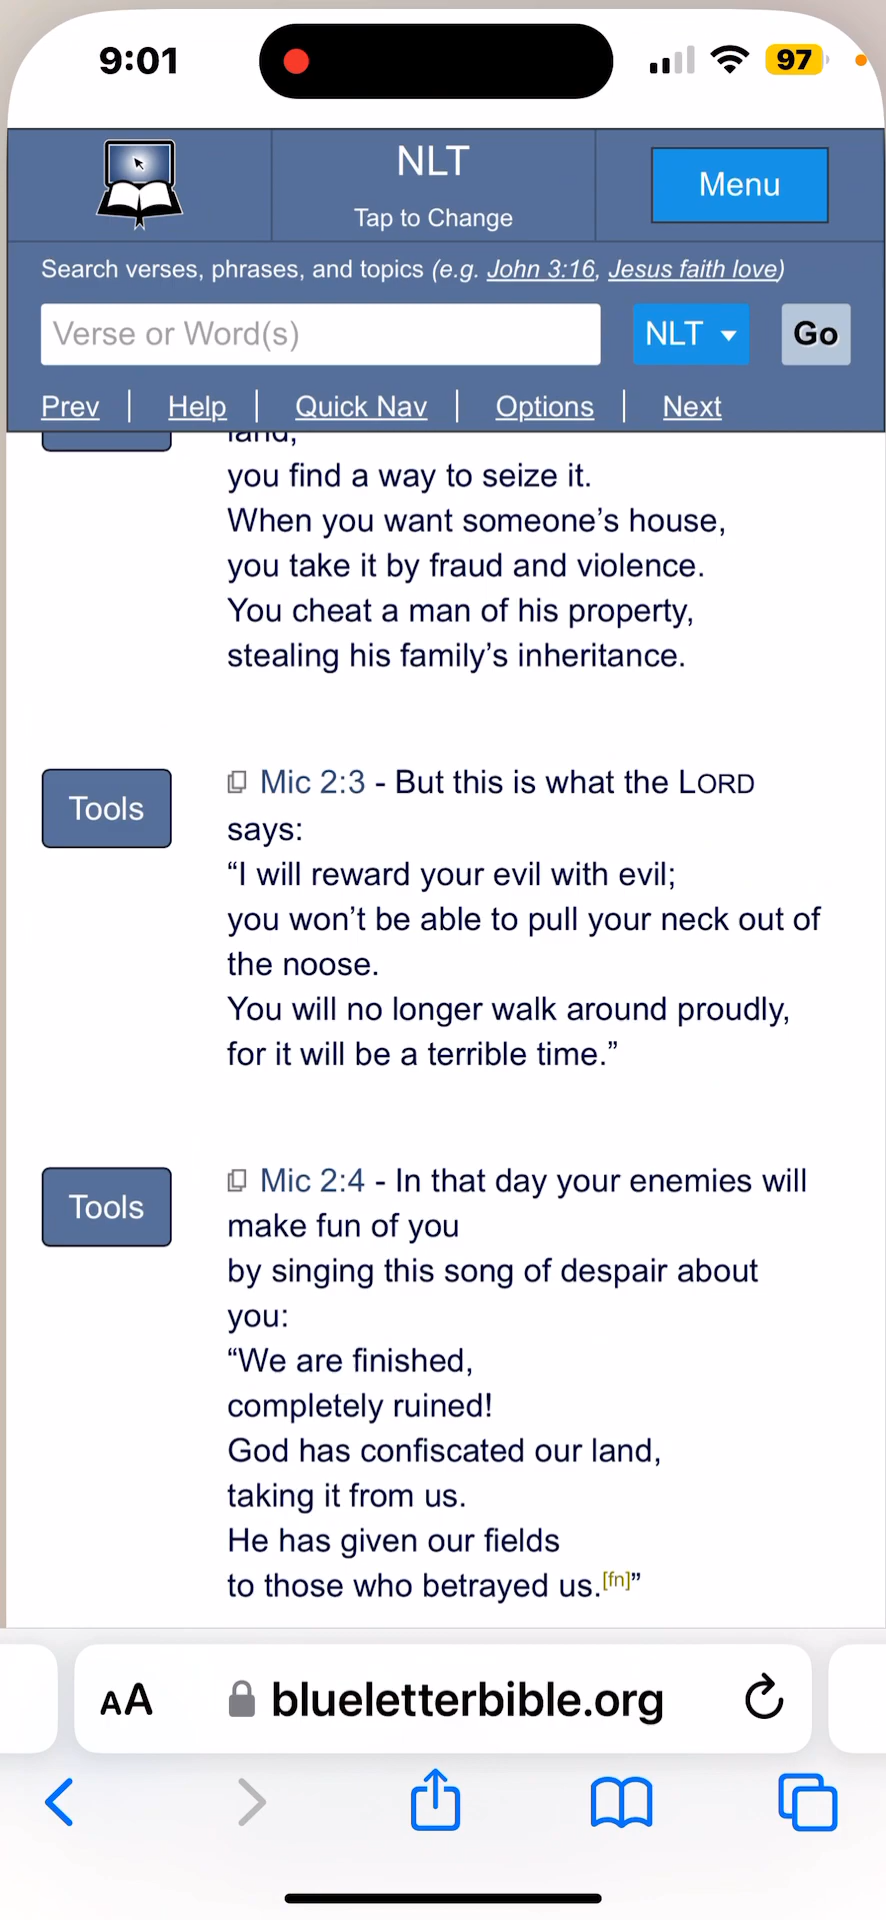 9:01
97
NLT
Tap to Change
Menu
Search verses, phrases, and topics (e.g. John 3:16, Jesus faith love)
Verse or Word(s)
NLT
Go
Prev | Help | Quick Nav | Options | Next
land,
you find a way to seize it.
When you want someone’s house,
you take it by fraud and violence.
You cheat a man of his property,
stealing his family’s inheritance.
Tools
Mic 2:3 - But this is what the LORD
says:
“I will reward your evil with evil;
you won’t be able to pull your neck out of
the noose.
You will no longer walk around proudly,
for it will be a terrible time.”
Tools
Mic 2:4 - In that day your enemies will
make fun of you
by singing this song of despair about
you:
“We are finished,
completely ruined!
God has confiscated our land,
taking it from us.
He has given our fields
to those who betrayed us.[fn]”
AA
blueletterbible.org